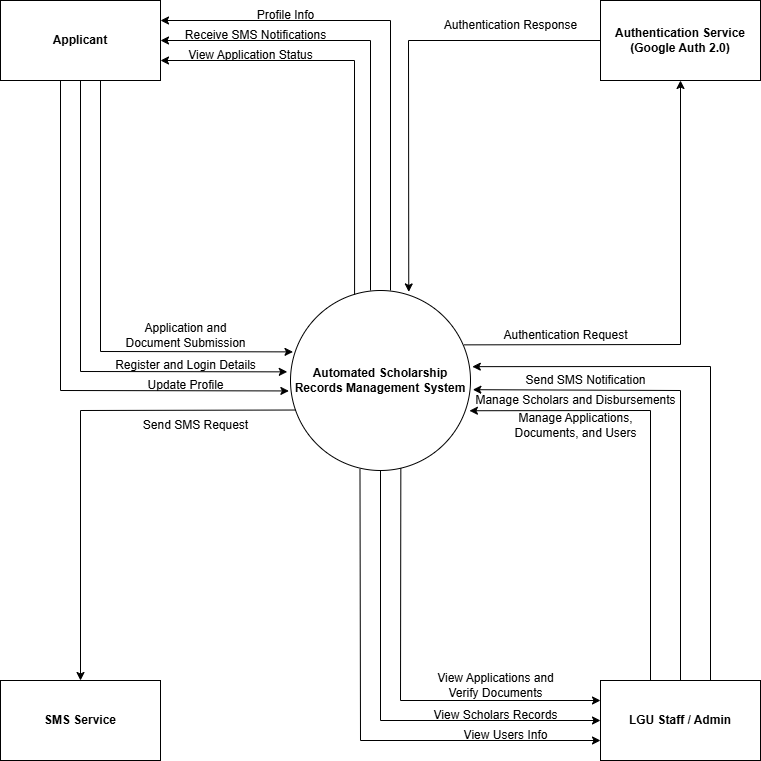 Profile Info
Receive SMS Notifications
View Application Status
Applicant
Authentication Response
Authentication Service
(Google Auth 2.0)
Application and
Document Submission
Register and Login Details
Update Profile
Send SMS Request
Automated Scholarship
Records Management System
Authentication Request
Send SMS Notification
Manage Scholars and Disbursements
Manage Applications,
Documents, and Users
SMS Service
View Applications and
Verify Documents
View Scholars Records
View Users Info
LGU Staff / Admin